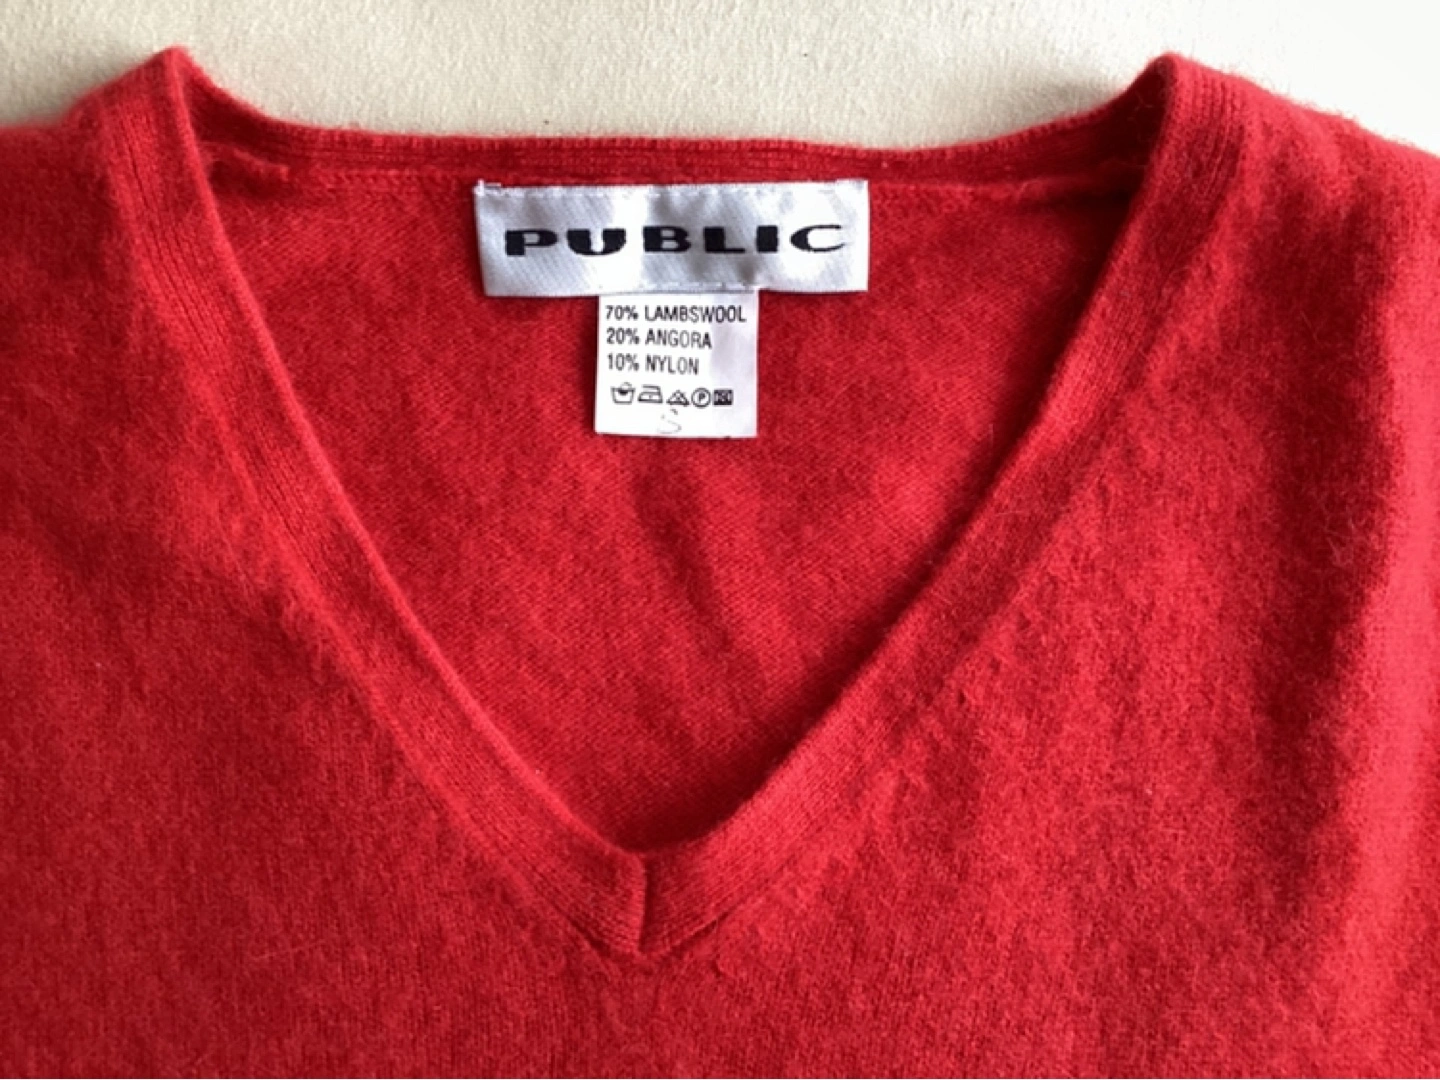 PUBLIC
70% LAMBSWOOL
20% ANGORA
10% NYLON
P
S